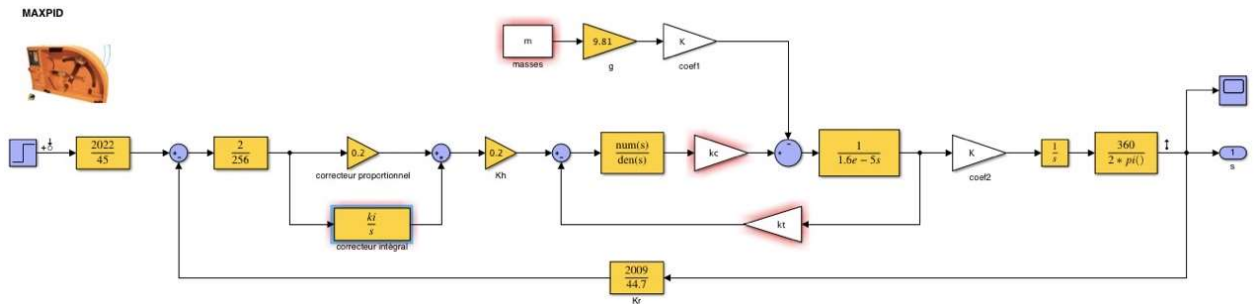 MAXPID
m
masses
9.81
g
K
coef1
2022
45
+
-
2
256
0.2
correcteur proportionnel
+
+
0.2
Kh
+
-
num(s)
den(s)
kc
-
+
1
1.6e − 5s
K
coef2
1
s
360
2 * pi()
1
s
ki
s
correcteur intégral
kt
2009
44.7
Kr